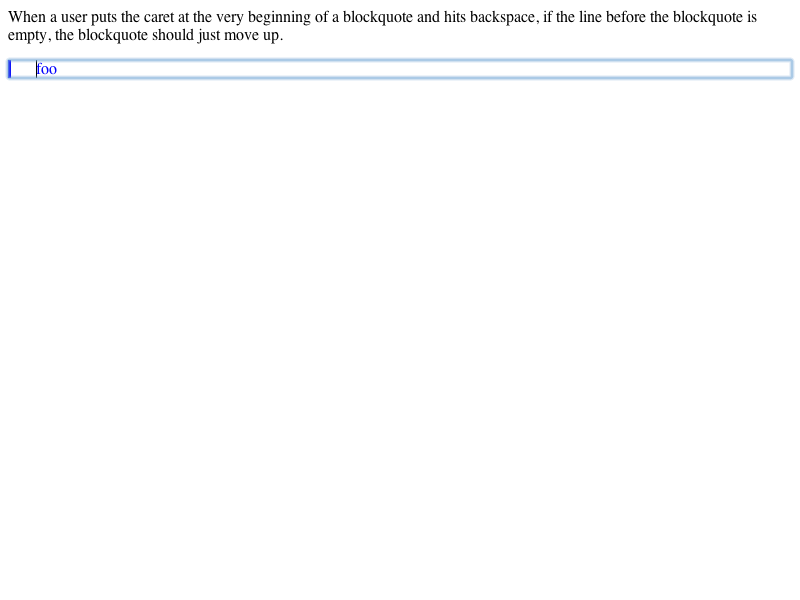 When a user puts the caret at the very beginning of a blockquote and hits backspace, if the line before the blockquote is
empty, the blockquote should just move up.
foo